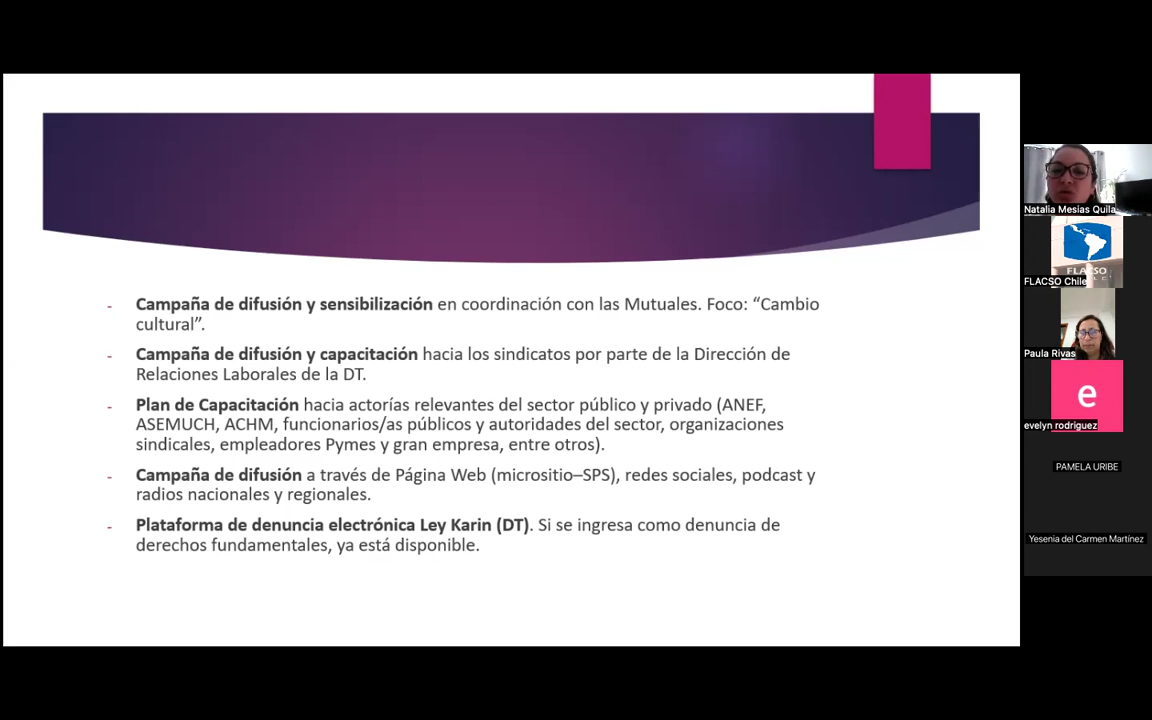 - Campaña de difusión y sensibilización en coordinación con las Mutuales. Foco: “Cambio
cultural”.
- Campaña de difusión y capacitación hacia los sindicatos por parte de la Dirección de
Relaciones Laborales de la DT.
- Plan de Capacitación hacia actorías relevantes del sector público y privado (ANEF,
ASEMUCH, ACHM, funcionarios/as públicos y autoridades del sector, organizaciones
sindicales, empleadores Pymes y gran empresa, entre otros).
- Campaña de difusión a través de Página Web (micrositio–SPS), redes sociales, podcast y
radios nacionales y regionales.
- Plataforma de denuncia electrónica Ley Karin (DT). Si se ingresa como denuncia de
derechos fundamentales, ya está disponible.
Natalia Mesias Quila
FLACSO
FLACSO Chile
Paula Rivas
e
evelyn rodriguez
PAMELA URIBE
Yesenia del Carmen Martínez